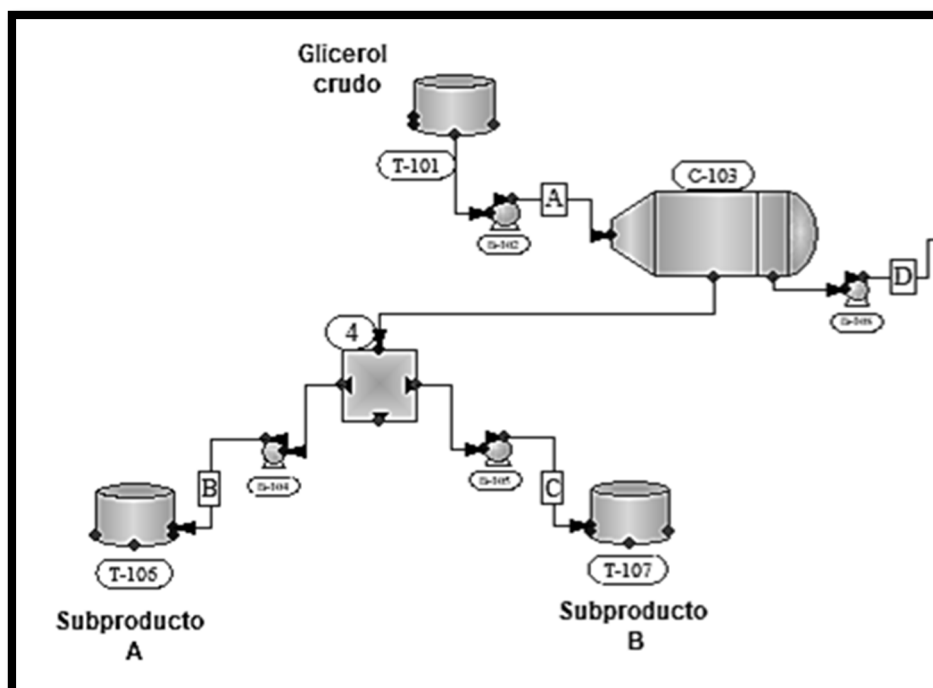 Glicerol
crudo
T-101
C-103
A
D
4
B
C
T-106
T-107
Subproducto
A
Subproducto
B